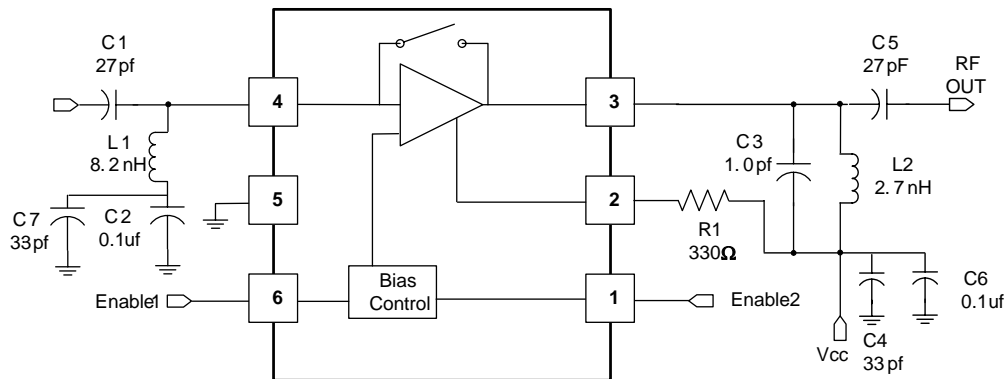 C1
27pf
4
3
C5
27pF
RF
OUT
L1
8.2nH
C3
1.0pf
L2
2.7nH
C7
33pf
C2
0.1uf
5
2
R1
330Ω
Enable1
6
Bias
Control
1
Enable2
Vcc
C4
33pf
C6
0.1uf